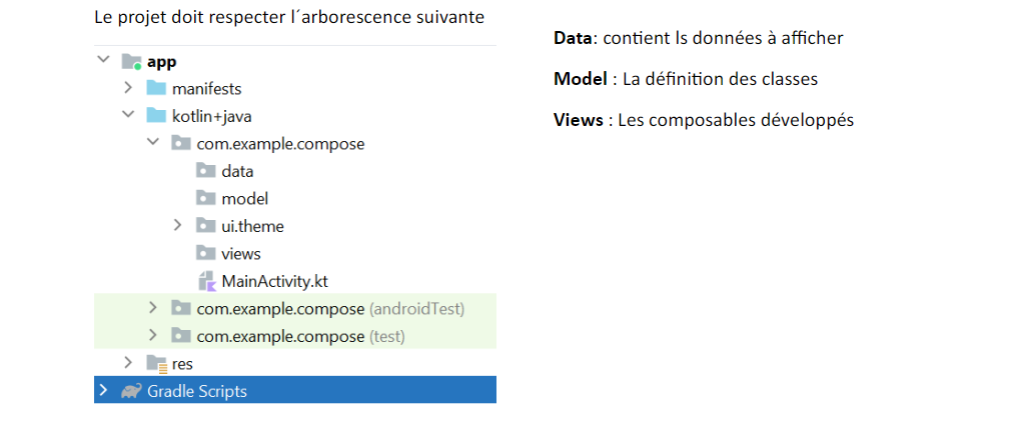 Le projet doit respecter l´arborescence suivante
app
manifests
kotlin+java
com.example.compose
data
model
ui.theme
views
MainActivity.kt
com.example.compose (androidTest)
com.example.compose (test)
res
Gradle Scripts
Data: contient ls données à afficher
Model : La définition des classes
Views : Les composables développés